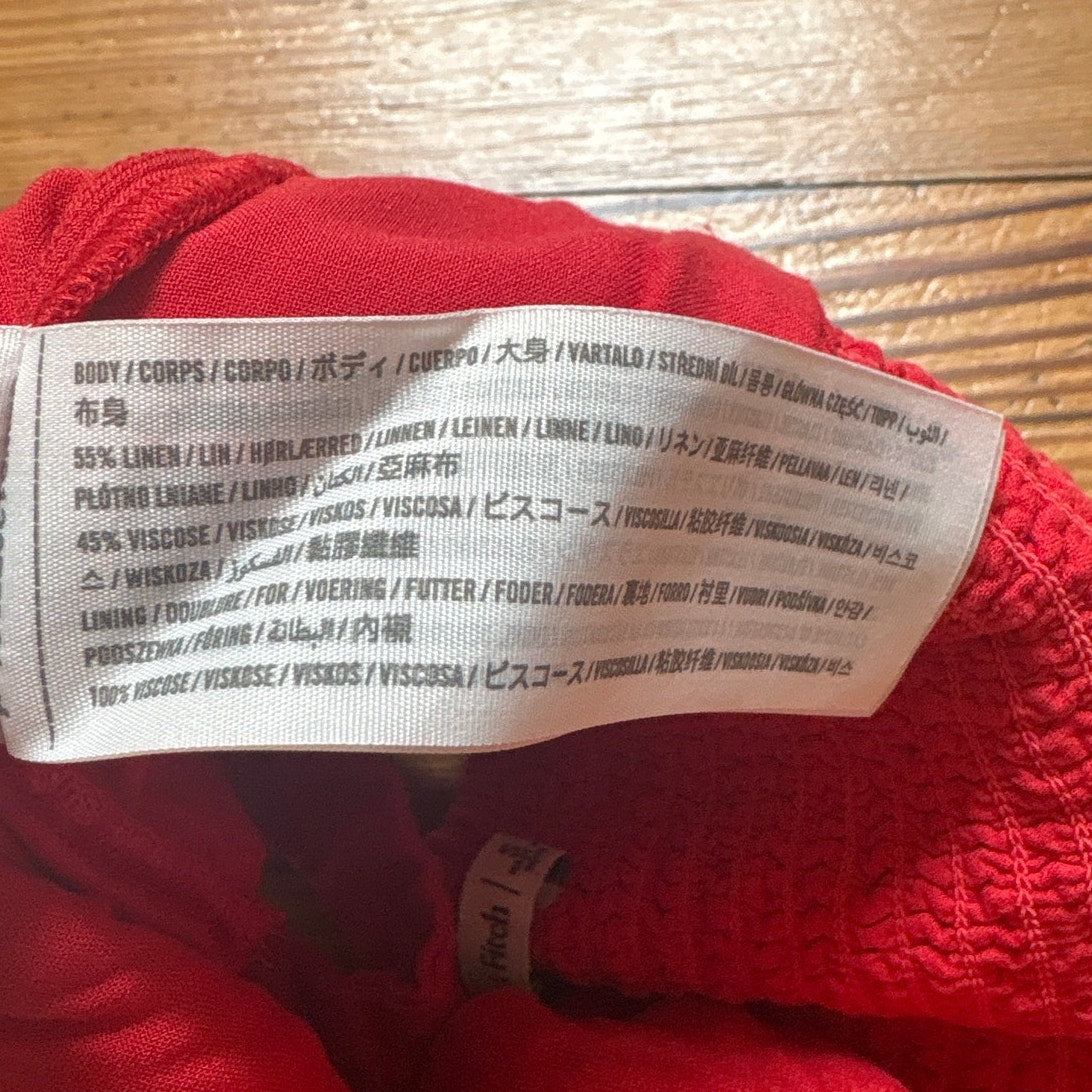 BODY / CORPS / CORPO / ボディ / CUERPO / 大身 / VARTALO / STŘEDNÍ DÍL / 몸통 / GŁÓWNA CZĘŚĆ / TOPP / الثوب /
布身
55% LINEN / LIN / HØRLÆRRED / LINNEN / LEINEN / LINNE / LINO / リネン / 亚麻纤维 / PELLAVAA / LEN / 리넨 /
PŁÓTNO LNIANE / LINHO / الكتان / 亞麻布
45% VISCOSE / VISKOSE / VISKOS / VISCOSA / ビスコース / VISCOSILLA / 粘胶纤维 / VISKOOSIA / VISKÓZA / 비스코
스 / WISKOZA / الفسكوز / 黏膠纖維
LINING / DOUBLURE / FOR / VOERING / FUTTER / FODER / FODERA / 裏地 / FORRO / 衬里 / VUORI / PODŠÍVKA / 안감 /
PODSZEWKA / FÔRING / البطانة / 內襯
100% VISCOSE / VISKOSE / VISKOS / VISCOSA / ビスコース / VISCOSILLA / 粘胶纤维 / VISKOOSIA / VISKÓZA / 비스
Fitch